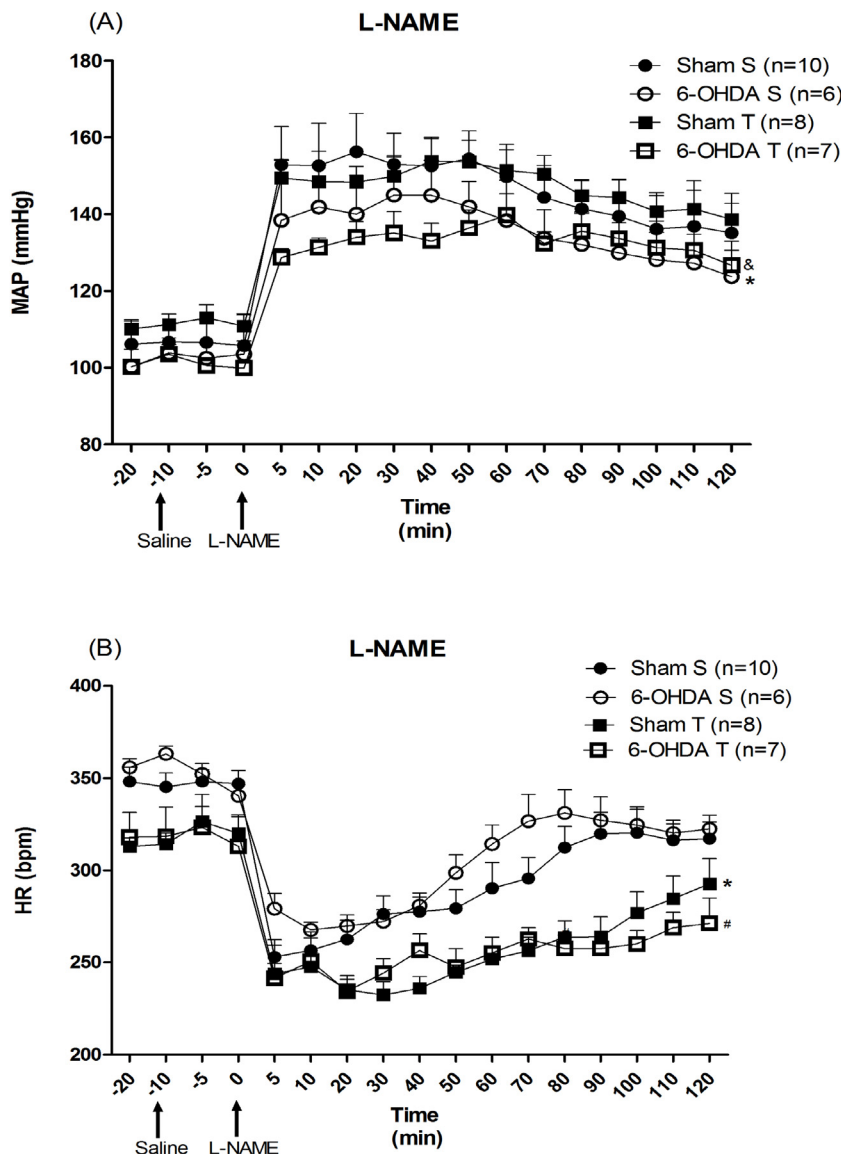 (A)
L-NAME
Sham S (n=10)
6-OHDA S (n=6)
Sham T (n=8)
6-OHDA T (n=7)
MAP (mmHg)
180
160
140
120
100
80
&
*
-20 -10 -5 0 5 10 20 30 40 50 60 70 80 90 100 110 120
Time
(min)
Saline L-NAME
(B)
L-NAME
Sham S (n=10)
6-OHDA S (n=6)
Sham T (n=8)
6-OHDA T (n=7)
HR (bpm)
400
350
300
250
200
*
#
-20 -10 -5 0 5 10 20 30 40 50 60 70 80 90 100 110 120
Time
(min)
Saline L-NAME